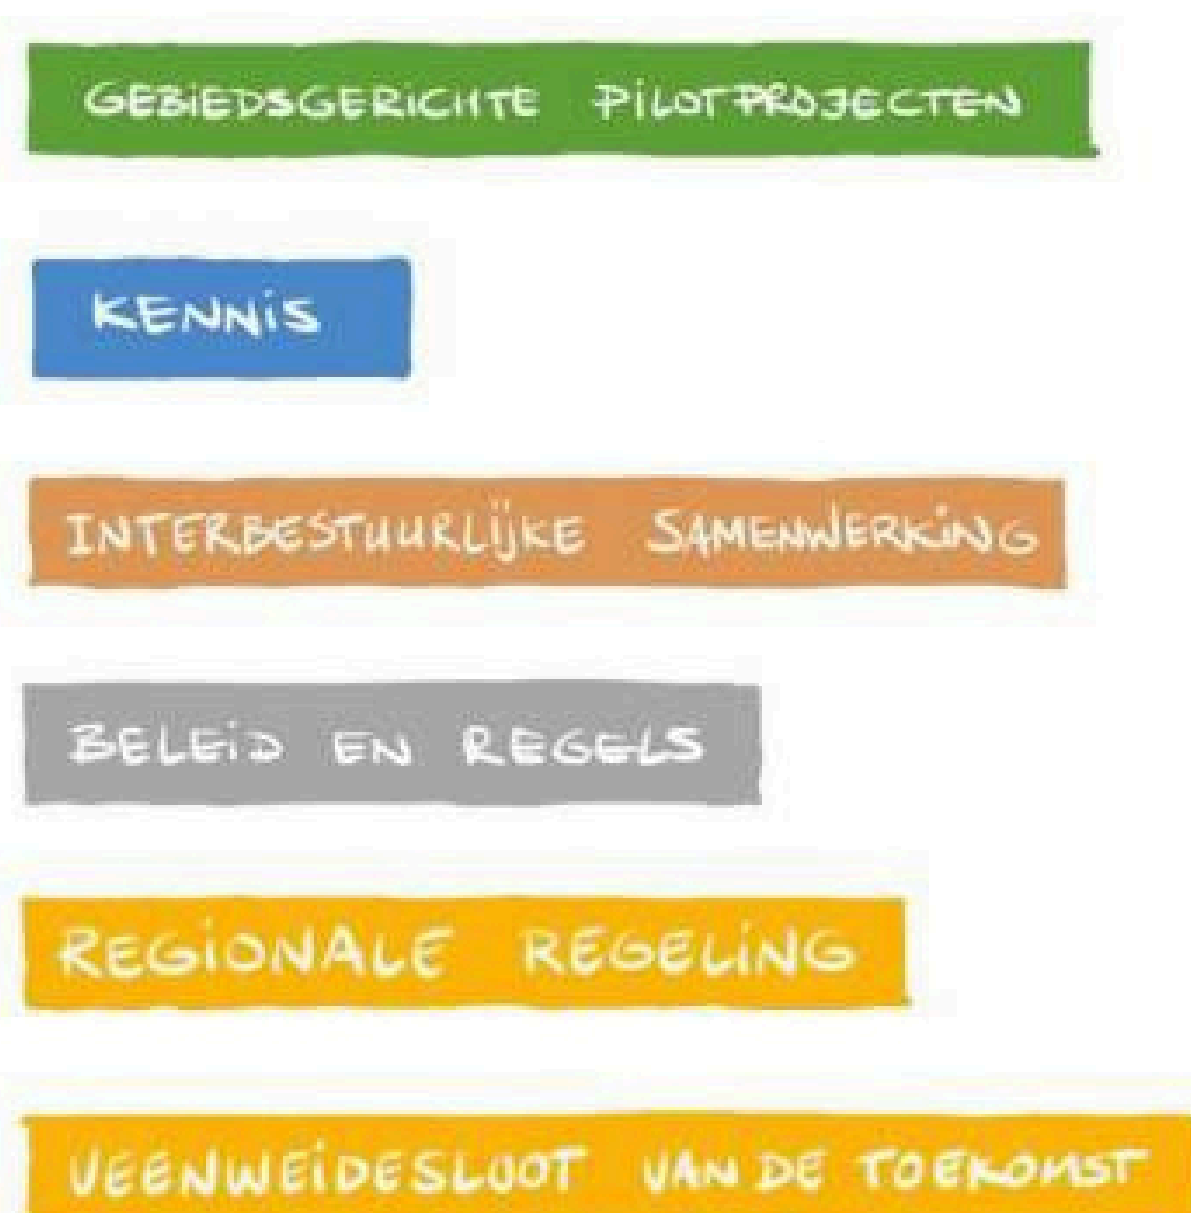 GEBIEDSGERICHTE PILOTPROJECTEN
KENNIS
INTERBESTUURLIJKE SAMENWERKING
BELEID EN REGELS
REGIONALE REGELING
VEENWEIDESLOOT VAN DE TOEKOMST